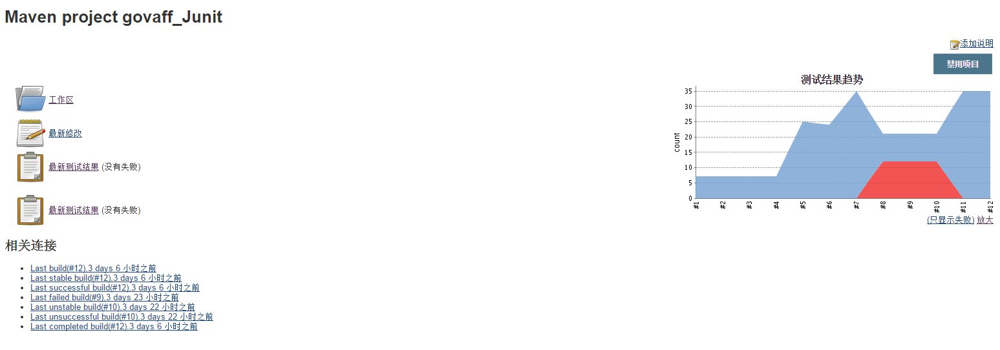 Maven project govaff_Junit
添加说明
禁用项目
工作区
最新修改
最新测试结果 (没有失败)
最新测试结果 (没有失败)
测试结果趋势
count
35
30
25
20
15
10
5
0
#1
#2
#3
#4
#5
#6
#7
#8
#9
#10
#11
#12
(只显示失败) 放大
相关连接
Last build(#12),3 days 6 小时之前
Last stable build(#12),3 days 6 小时之前
Last successful build(#12),3 days 6 小时之前
Last failed build(#9),3 days 23 小时之前
Last unstable build(#10),3 days 22 小时之前
Last unsuccessful build(#10),3 days 22 小时之前
Last completed build(#12),3 days 6 小时之前